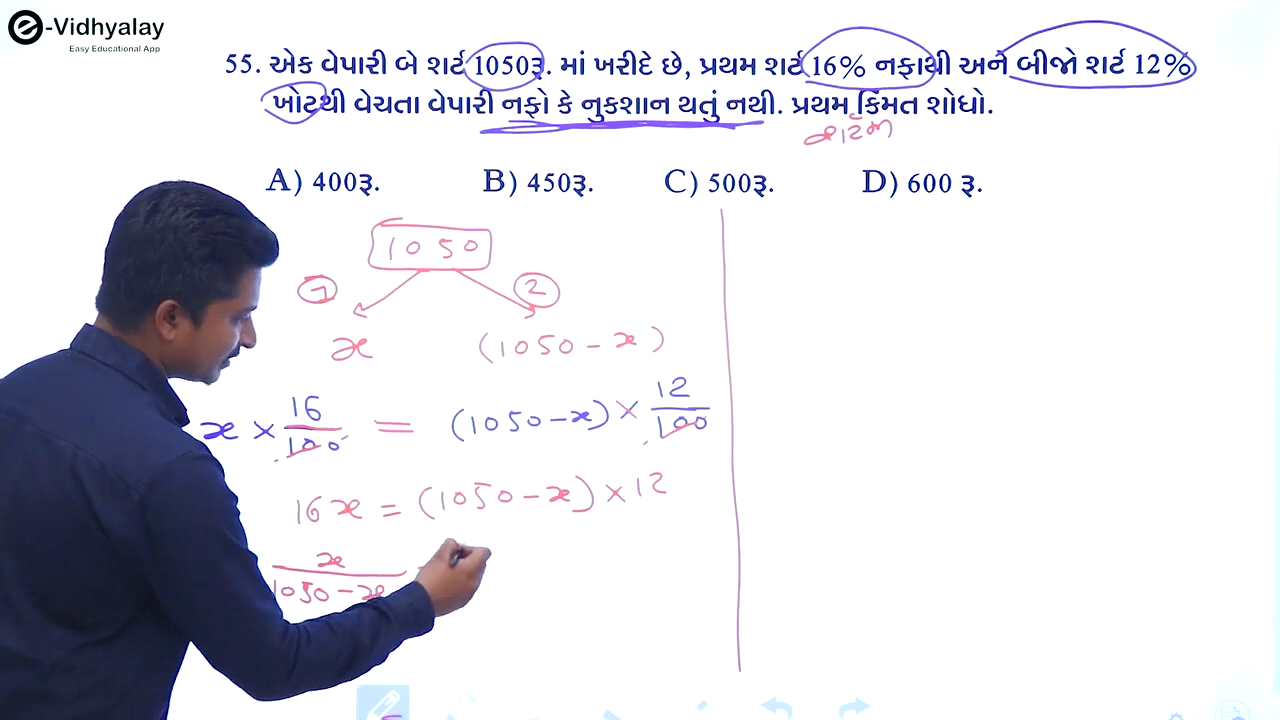 e-Vidhyalay
Easy Educational App
55. એક વેપારી બે શર્ટ 1050રૂ. માં ખરીદે છે, પ્રથમ શર્ટ 16% નફાથી અને બીજો શર્ટ 12%
ખોટથી વેચતા વેપારી નફો કે નુકશાન થતું નથી. પ્રથમ કિંમત શોધો.
A) 400રૂ. B) 450રૂ. C) 500રૂ. D) 600 રૂ.
1050
1 2
x (1050 - x)
x × 16/100 = (1050 - x) × 12/100
16x = (1050 - x) × 12
x/1050 - x